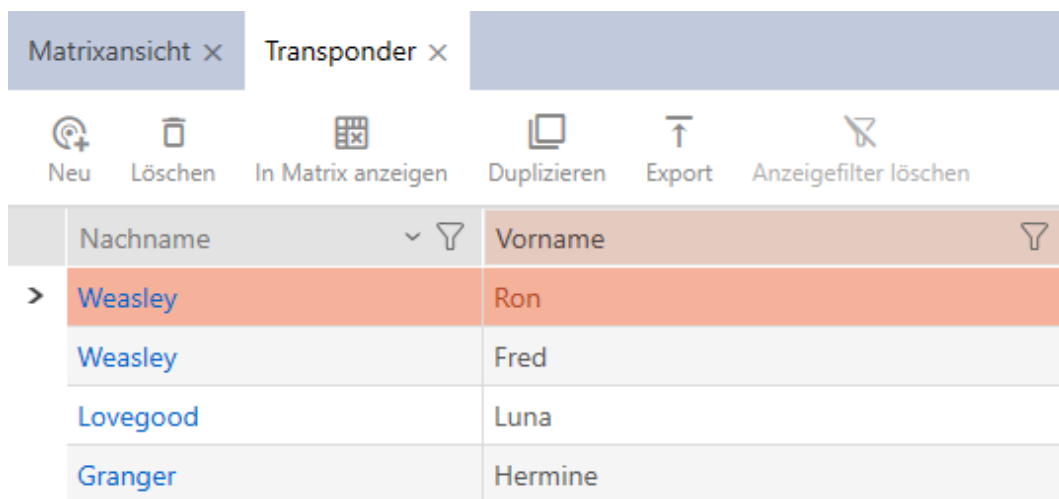 Matrixansicht Transponder
Neu Löschen In Matrix anzeigen Duplizieren Export Anzeigefilter löschen
Nachname Vorname
Weasley Ron
Weasley Fred
Lovegood Luna
Granger Hermine